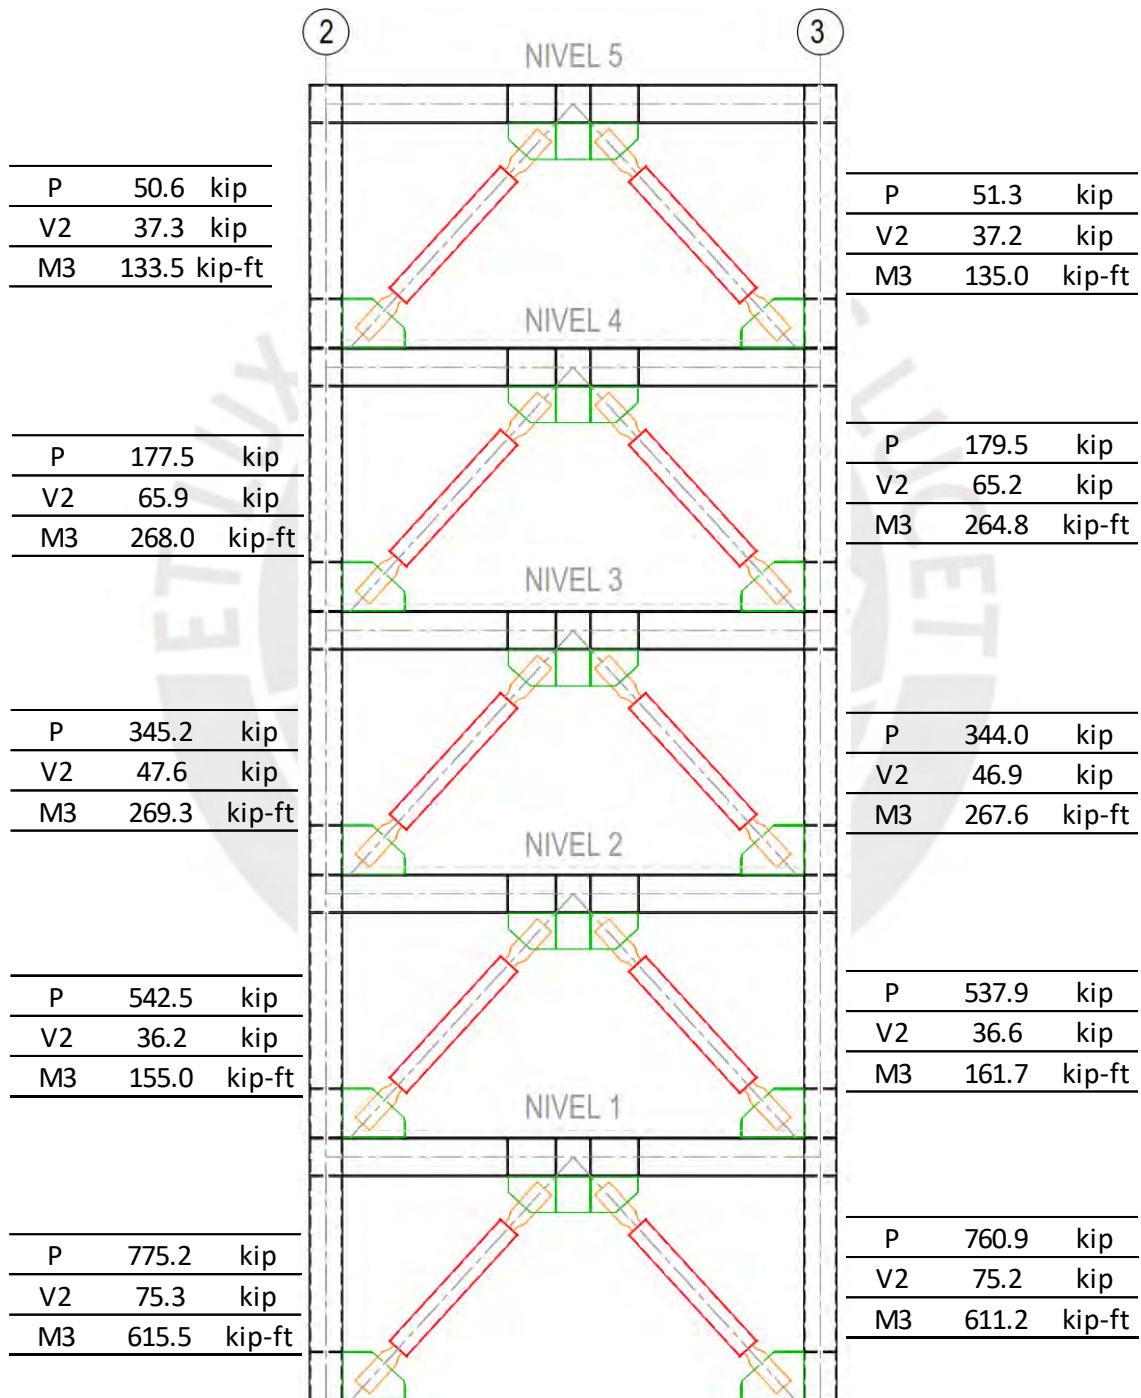 2 3
NIVEL 5
P 50.6 kip
V2 37.3 kip
M3 133.5 kip-ft
P 51.3 kip
V2 37.2 kip
M3 135.0 kip-ft
NIVEL 4
P 177.5 kip
V2 65.9 kip
M3 268.0 kip-ft
P 179.5 kip
V2 65.2 kip
M3 264.8 kip-ft
NIVEL 3
P 345.2 kip
V2 47.6 kip
M3 269.3 kip-ft
P 344.0 kip
V2 46.9 kip
M3 267.6 kip-ft
NIVEL 2
P 542.5 kip
V2 36.2 kip
M3 155.0 kip-ft
P 537.9 kip
V2 36.6 kip
M3 161.7 kip-ft
NIVEL 1
P 775.2 kip
V2 75.3 kip
M3 615.5 kip-ft
P 760.9 kip
V2 75.2 kip
M3 611.2 kip-ft
ET LUX
LUCET